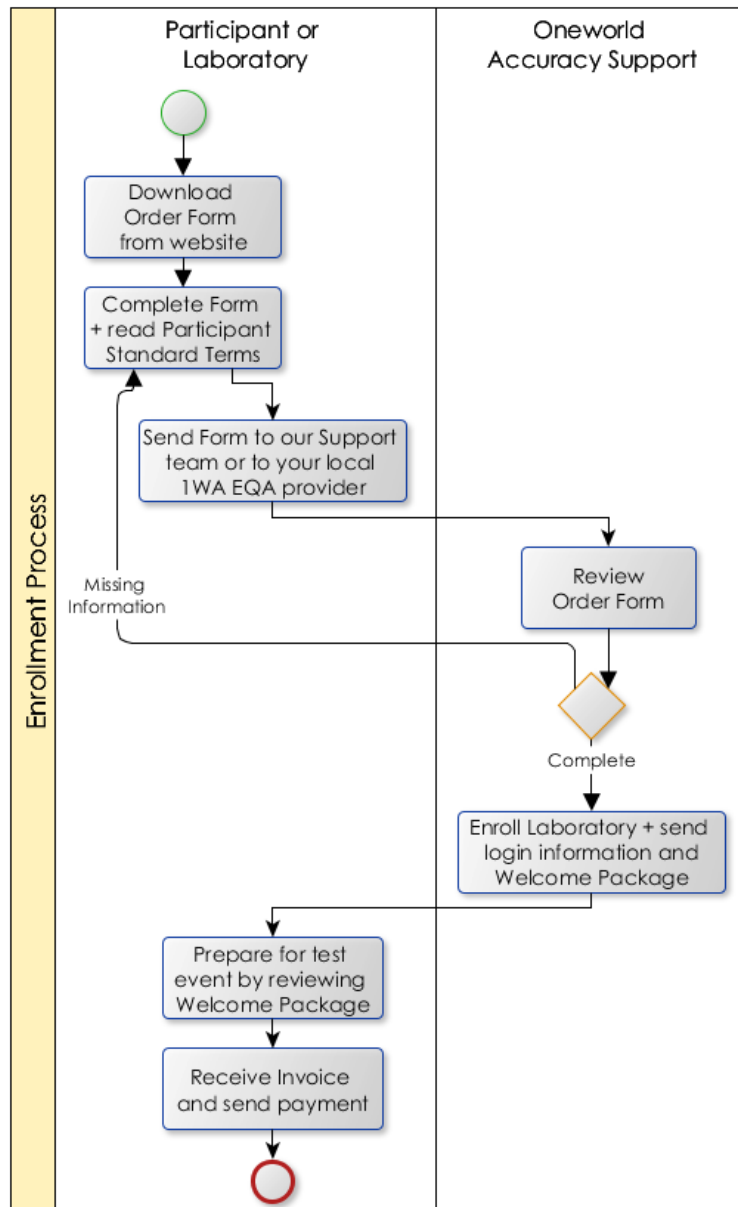 Participant or
Laboratory
Oneworld
Accuracy Support
Enrollment Process
Download
Order Form
from website
Complete Form
+ read Participant
Standard Terms
Send Form to our Support
team or to your local
1WA EQA provider
Review
Order Form
Missing
Information
Complete
Enroll Laboratory + send
login information and
Welcome Package
Prepare for test
event by reviewing
Welcome Package
Receive Invoice
and send payment